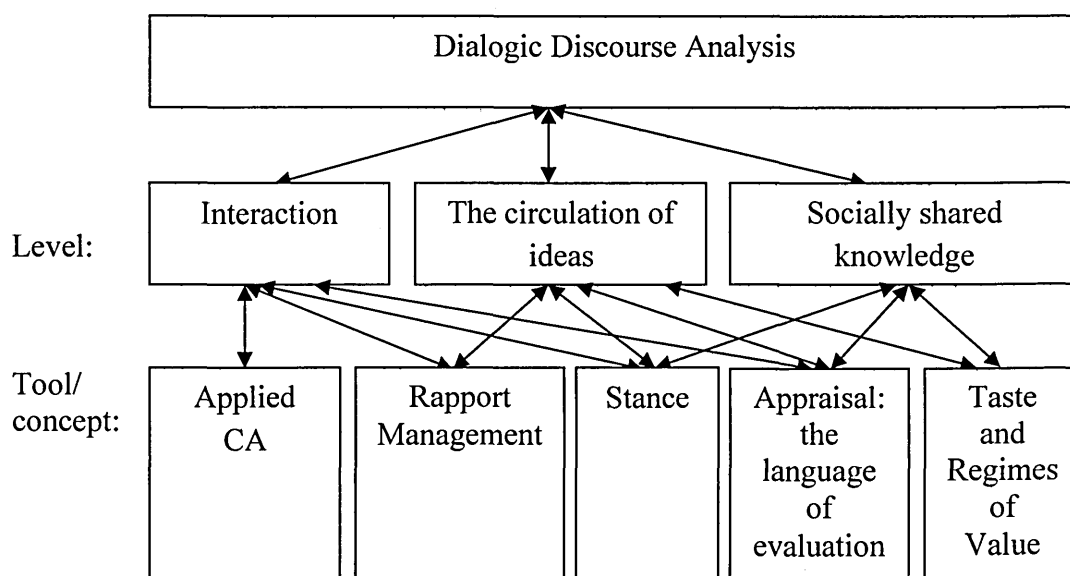 Dialogic Discourse Analysis
Level:
Interaction
The circulation of
ideas
Socially shared
knowledge
Tool/
concept:
Applied
CA
Rapport
Management
Stance
Appraisal:
the
language
of
evaluation
Taste
and
Regimes
of
Value